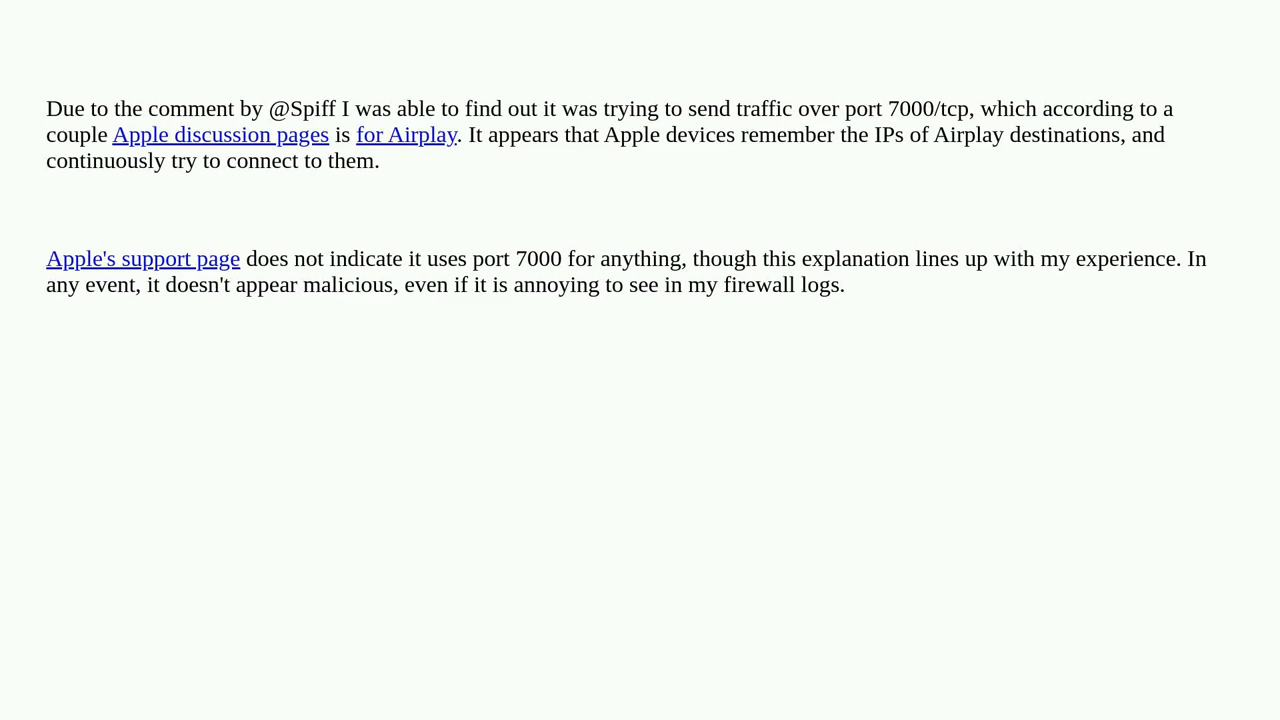 Due to the comment by @Spiff I was able to find out it was trying to send traffic over port 7000/tcp, which according to a
couple Apple discussion pages is for Airplay. It appears that Apple devices remember the IPs of Airplay destinations, and
continuously try to connect to them.
Apple's support page does not indicate it uses port 7000 for anything, though this explanation lines up with my experience. In
any event, it doesn't appear malicious, even if it is annoying to see in my firewall logs.